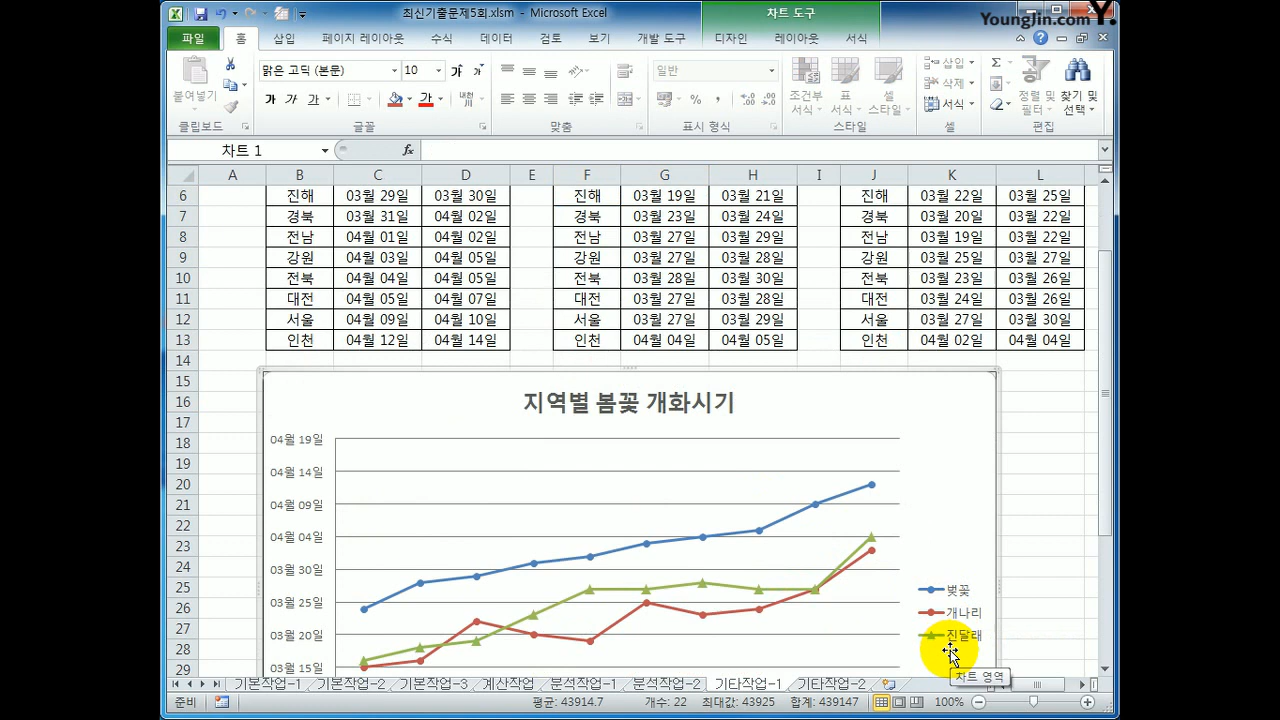 최신기출문제5회.xlsm - Microsoft Excel
차트 도구
YoungJin.com Y.
파일 홈 삽입 페이지 레이아웃 수식 데이터 검토 보기 개발 도구 디자인 레이아웃 서식
붙여넣기
클립보드
맑은 고딕 (본문) 10
가 가 가 가 내천
글꼴
맞춤
일반
표시 형식
조건부 서식
표 서식
셀 스타일
스타일
삽입
삭제
서식
셀
정렬 및 필터
찾기 및 선택
편집
차트 1 fx
A B C D E F G H I J K L
6 진해 03월 29일 03월 30일 진해 03월 19일 03월 21일 진해 03월 22일 03월 25일
7 경북 03월 31일 04월 02일 경북 03월 23일 03월 24일 경북 03월 20일 03월 22일
8 전남 04월 01일 04월 02일 전남 03월 27일 03월 29일 전남 03월 19일 03월 22일
9 강원 04월 03일 04월 05일 강원 03월 27일 03월 28일 강원 03월 25일 03월 27일
10 전북 04월 04일 04월 05일 전북 03월 28일 03월 30일 전북 03월 23일 03월 26일
11 대전 04월 05일 04월 07일 대전 03월 27일 03월 28일 대전 03월 24일 03월 26일
12 서울 04월 09일 04월 10일 서울 03월 27일 03월 29일 서울 03월 27일 03월 30일
13 인천 04월 12일 04월 14일 인천 04월 04일 04월 05일 인천 04월 02일 04월 04일
14
15
16
17
18
19
20
21
22
23
24
25
26
27
28
29
지역별 봄꽃 개화시기
04월 19일
04월 14일
04월 09일
04월 04일
03월 30일
03월 25일
03월 20일
03월 15일
벚꽃
개나리
진달래
차트 영역
기본작업-1 기본작업-2 기본작업-3 계산작업 분석작업-1 분석작업-2 기타작업-1 기타작업-2
준비 평균: 43914.7 개수: 22 최대값: 43925 합계: 439147 100%